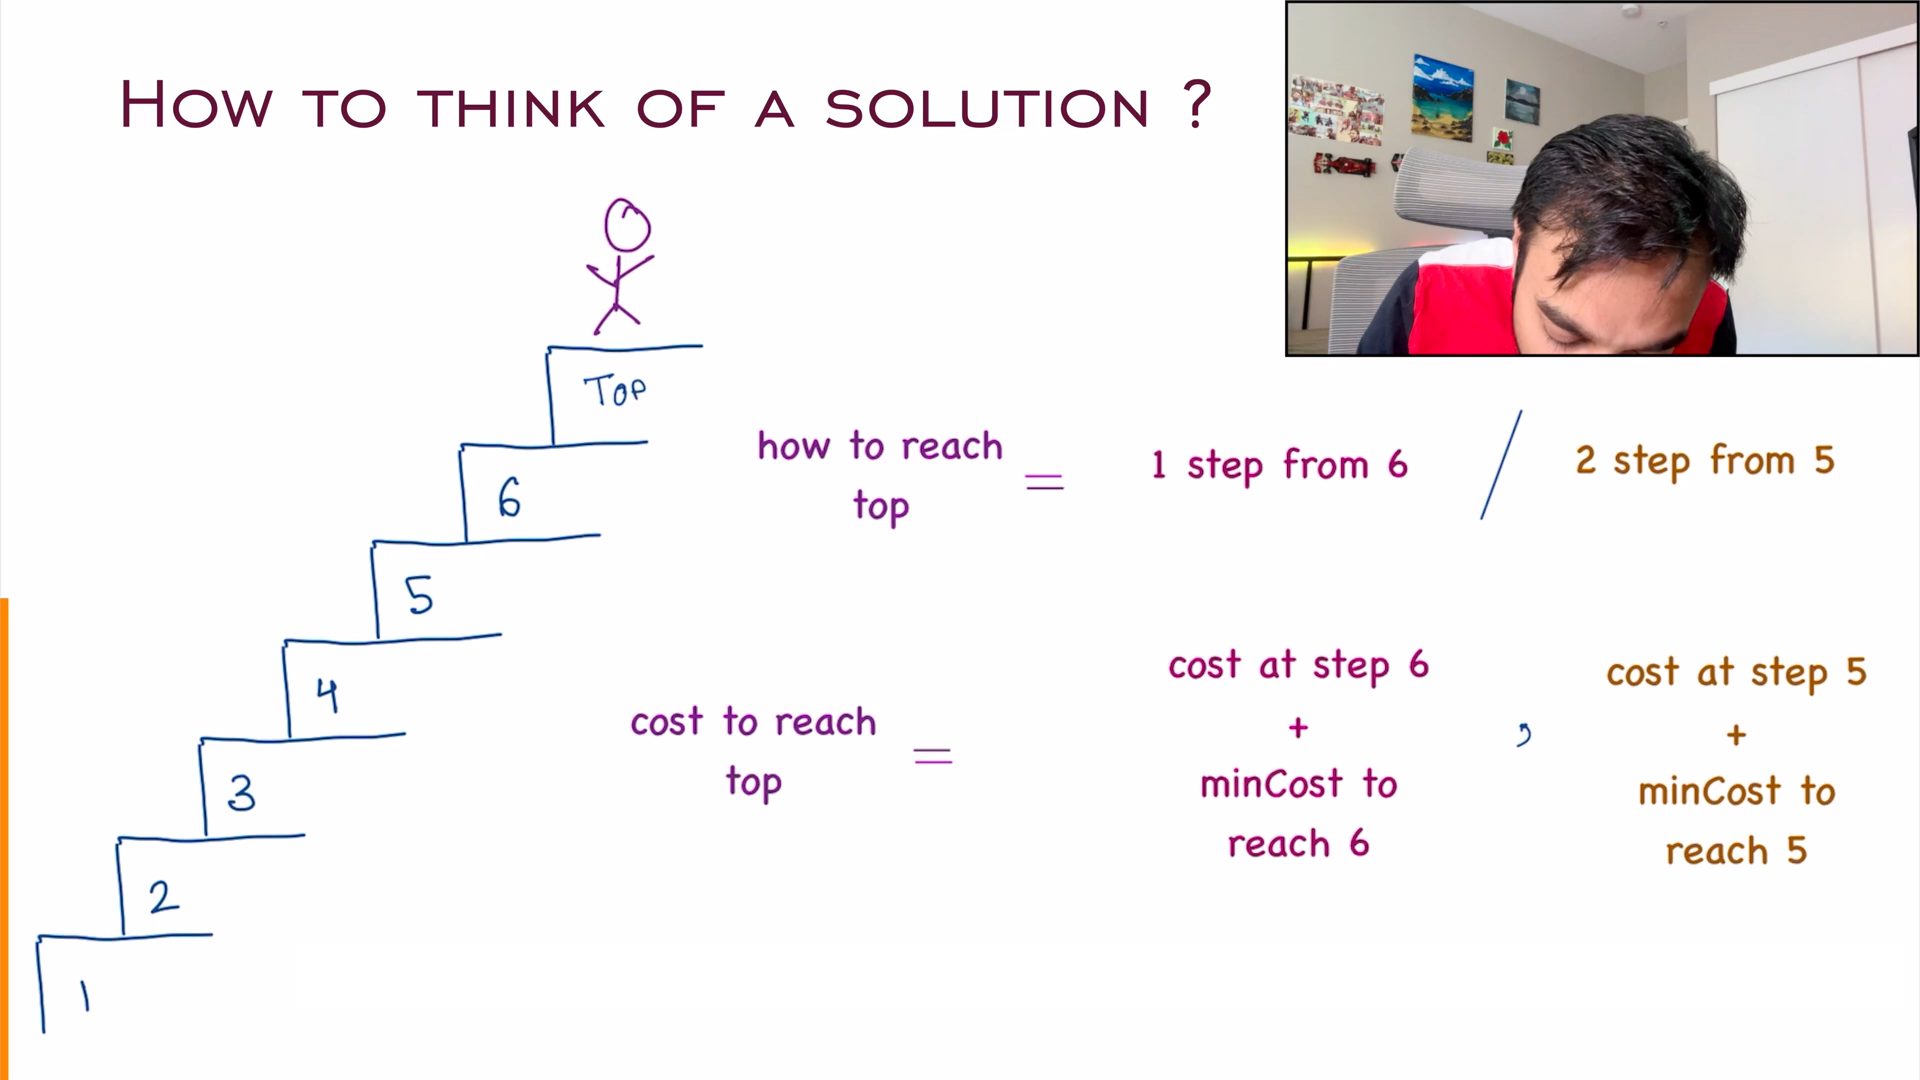 HOW TO THINK OF A SOLUTION ?
TOP
6
5
4
3
2
1
how to reach
top
=
1 step from 6
/
2 step from 5
cost to reach
top
=
cost at step 6
+
minCost to
reach 6
,
cost at step 5
+
minCost to
reach 5